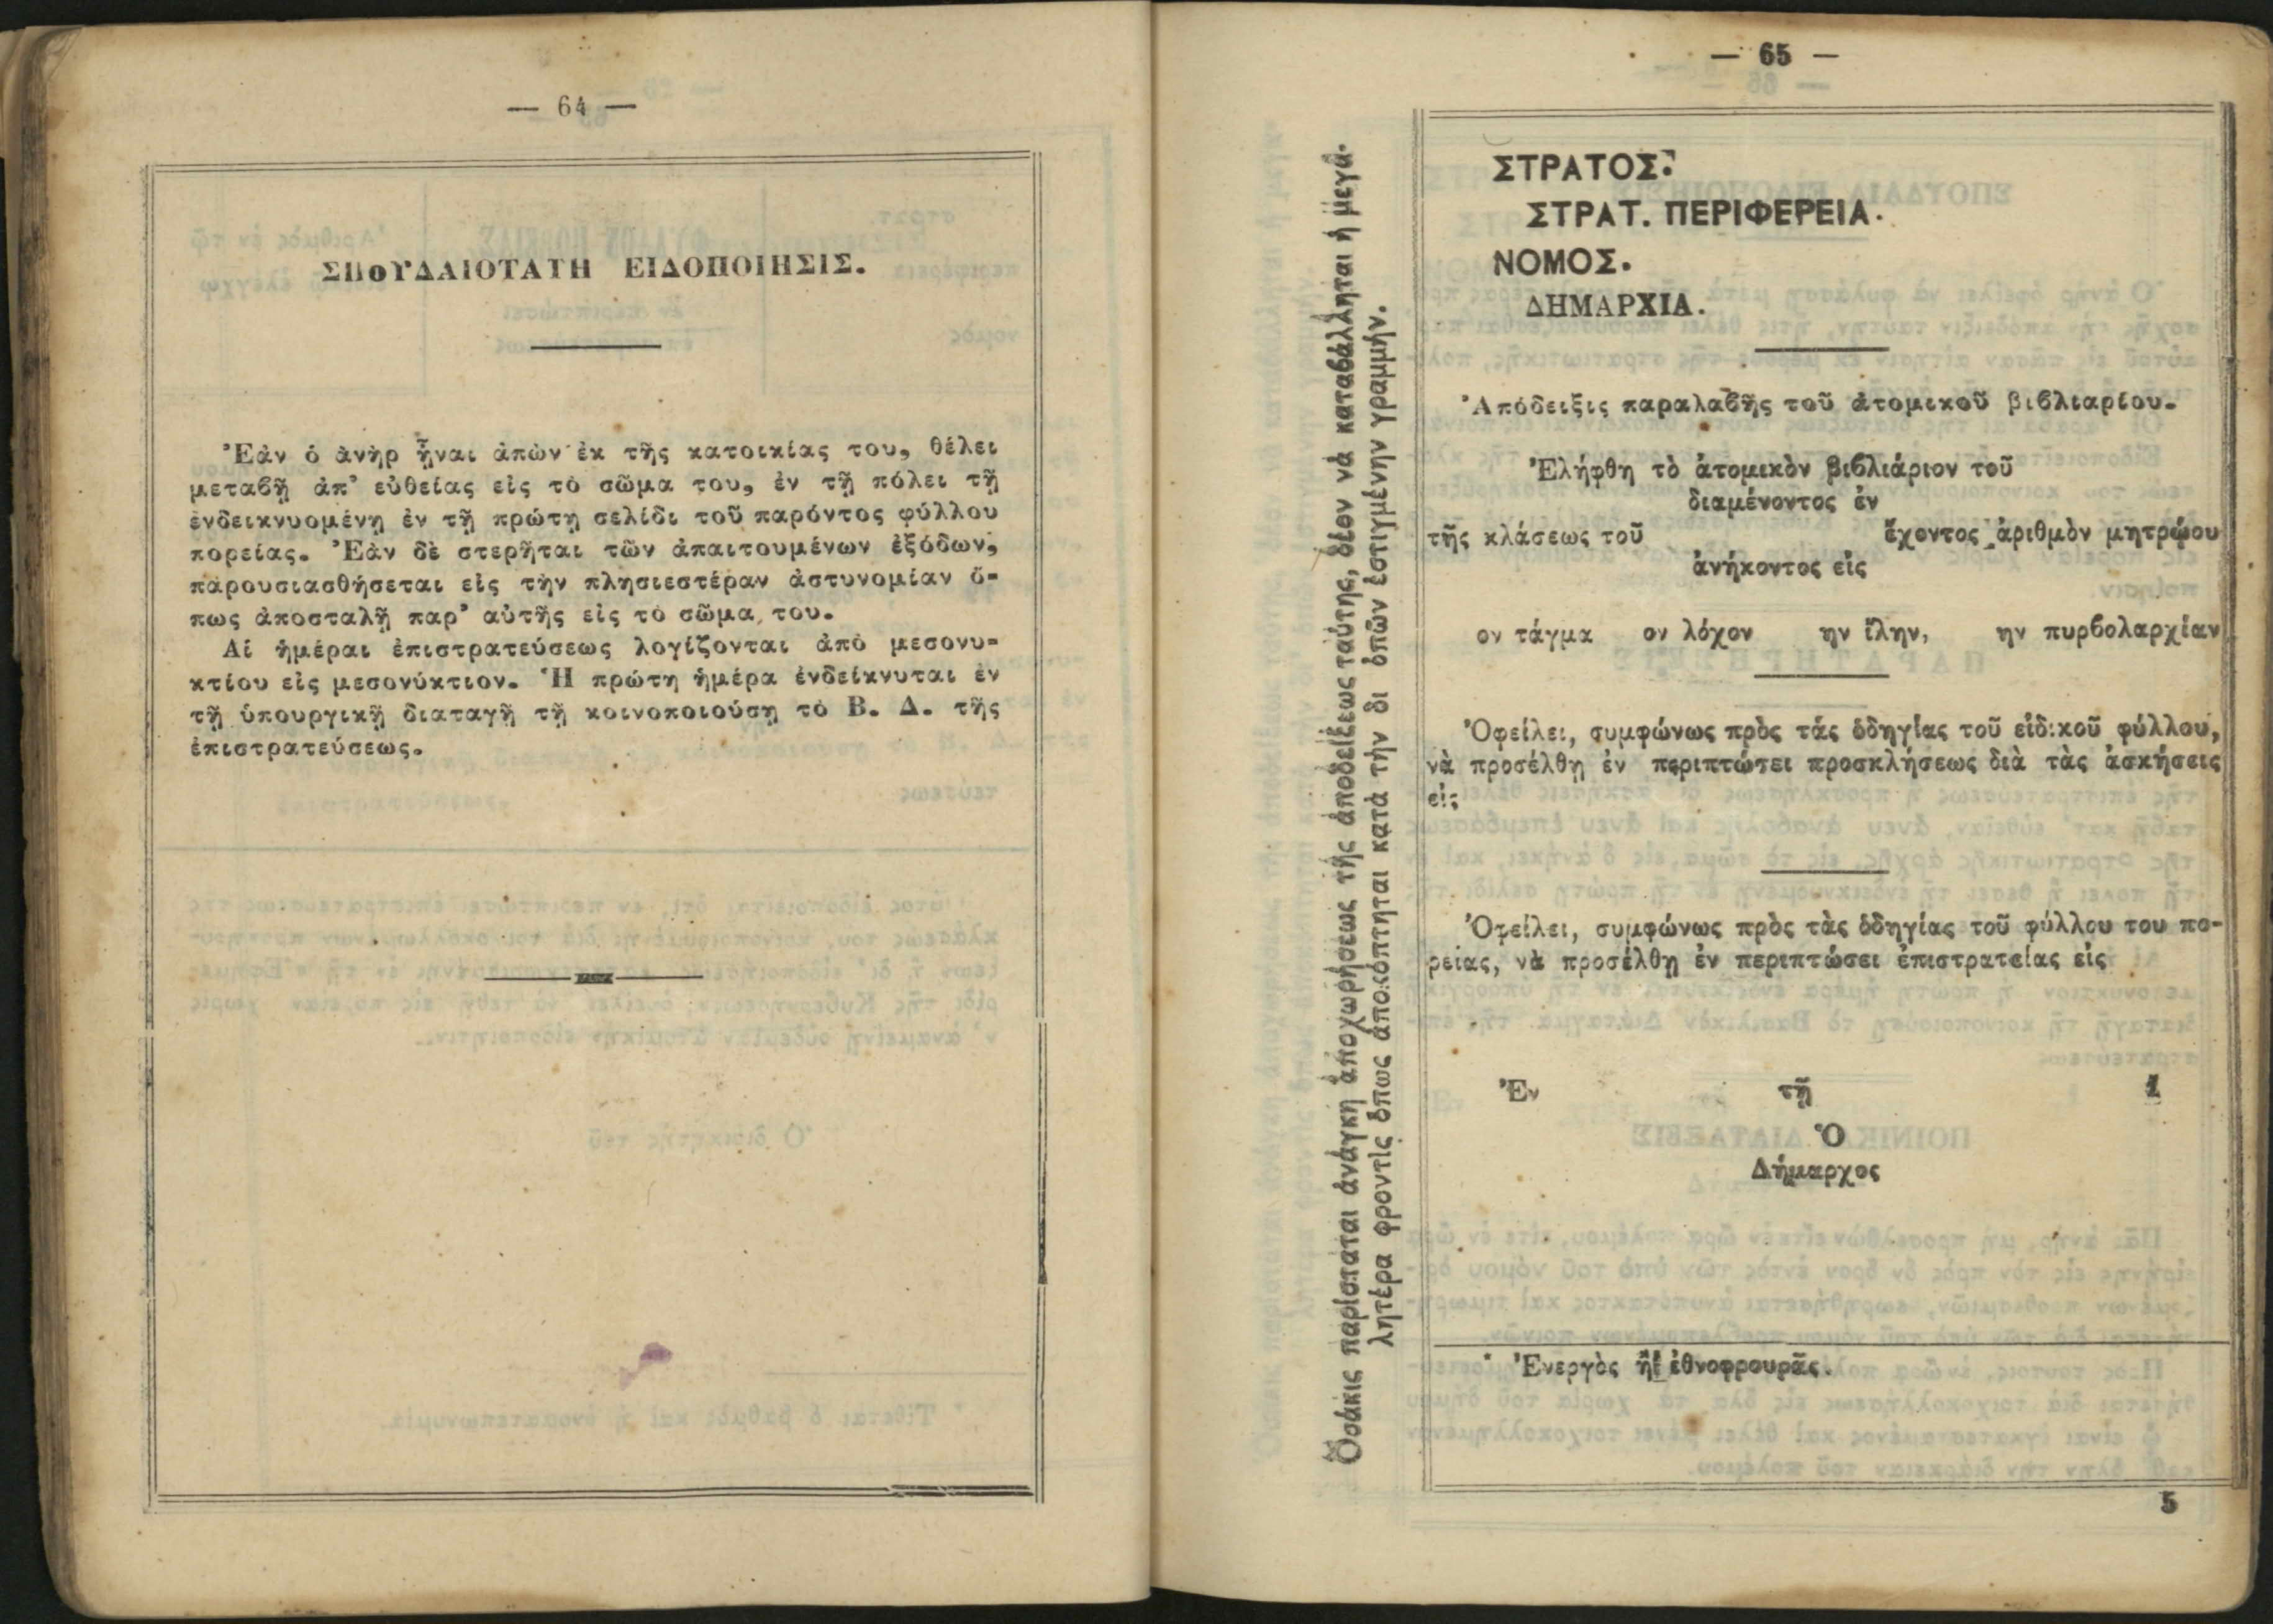 — 64 —
ΣΠΟΥΔΑΙΟΤΑΤΗ ΕΙΔΟΠΟΙΗΣΙΣ.
Ἐὰν ὁ ἀνὴρ ᾖναι ἀπὼν ἐκ τῆς κατοικίας του, θέλει
μεταβῇ ἀπ' εὐθείας εἰς τὸ σῶμα του, ἐν τῇ πόλει τῇ
ἐνδεικνυομένῃ ἐν τῇ πρώτῃ σελίδι τοῦ παρόντος φύλλου
πορείας. Ἐὰν δὲ στερῆται τῶν ἀπαιτουμένων ἐξόδων,
παρουσιασθήσεται εἰς τὴν πλησιεστέραν ἀστυνομίαν ὅ-
πως ἀποσταλῇ παρ' αὐτῆς εἰς τὸ σῶμα του.
Αἱ ἡμέραι ἐπιστρατεύσεως λογίζονται ἀπὸ μεσονυ-
κτίου εἰς μεσονύκτιον. Ἡ πρώτη ἡμέρα ἐνδείκνυται ἐν
τῇ ὑπουργικῇ διαταγῇ τῇ κοινοποιούσῃ τὸ Β. Δ. τῆς
ἐπιστρατεύσεως.
— 65 —
Ὁσάκις παρίσταται ἀνάγκη ἀποχωρήσεως τῆς ἀποδείξεως ταύτης, δέον νὰ καταβάλληται ἡ μεγα-
λητέρα φροντὶς ὅπως ἀποκόπτηται κατὰ τὴν δι ὀπῶν ἐστιγμένην γραμμήν.
ΣΤΡΑΤΟΣ.
ΣΤΡΑΤ. ΠΕΡΙΦΕΡΕΙΑ.
ΝΟΜΟΣ.
ΔΗΜΑΡΧΙΑ.
Ἀπόδειξις παραλαβῆς τοῦ ἀτομικοῦ βιβλιαρίου.
Ἐλήφθη τὸ ἀτομικὸν βιβλιάριον τοῦ
διαμένοντος ἐν
τῆς κλάσεως τοῦ ἔχοντος ἀριθμὸν μητρῴου
ἀνήκοντος εἰς
ον τάγμα ον λόχον ην ἴλην, ην πυρβολαρχίαν
Ὀφείλει, συμφώνως πρὸς τάς ὁδηγίας τοῦ εἰδικοῦ φύλλου,
νὰ προσέλθῃ ἐν περιπτώσει προσκλήσεως διὰ τὰς ἀσκήσεις
εἰς
Ὀφείλει, συμφώνως πρὸς τὰς ὁδηγίας τοῦ φύλλου του πο-
ρείας, νὰ προσέλθῃ ἐν περιπτώσει ἐπιστρατείας εἰς
Ἐν τῇ 1
Ὁ
Δήμαρχος
* Ἐνεργὸς ἢ ἐθνοφρουρᾶς.
5